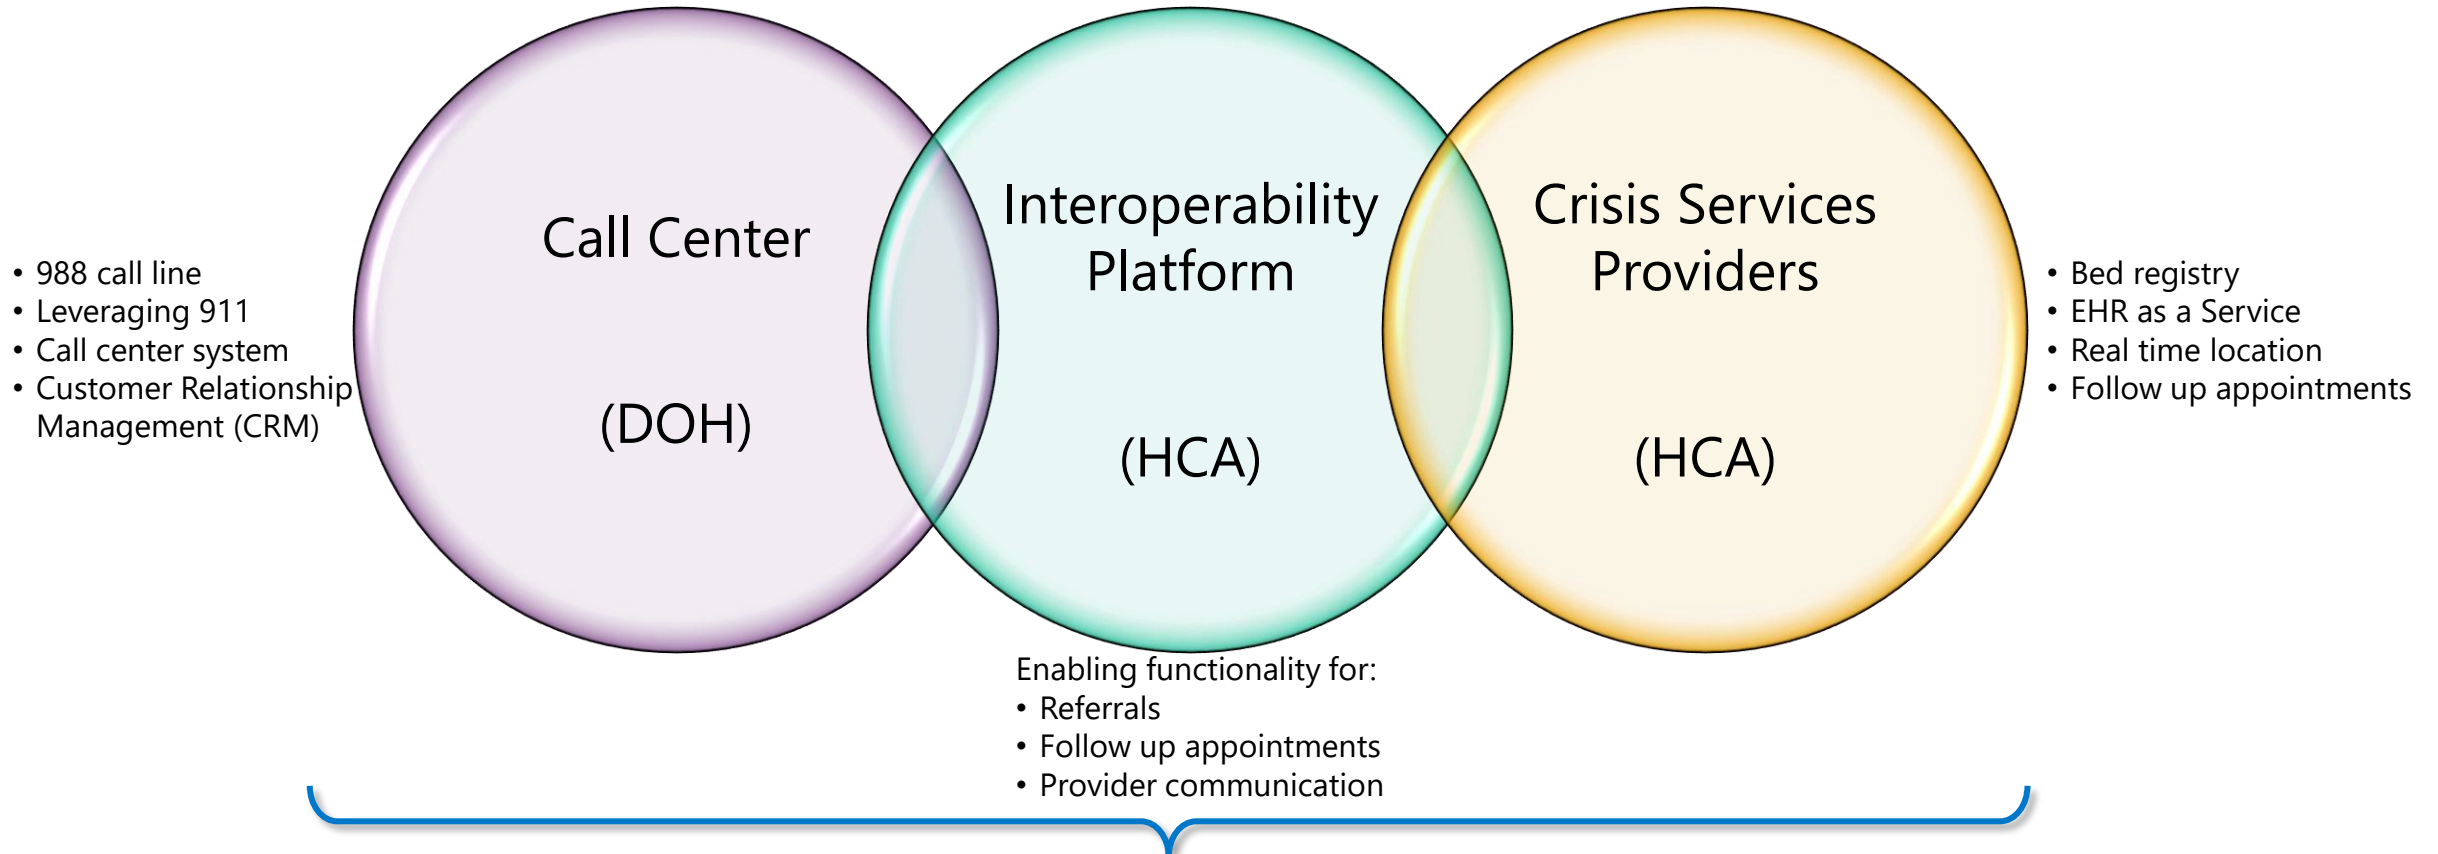 • 988 call line
• Leveraging 911
• Call center system
• Customer Relationship
Management (CRM)
Call Center
(DOH)
Interoperability
Platform
(HCA)
Crisis Services
Providers
(HCA)
• Bed registry
• EHR as a Service
• Real time location
• Follow up appointments
Enabling functionality for:
• Referrals
• Follow up appointments
• Provider communication